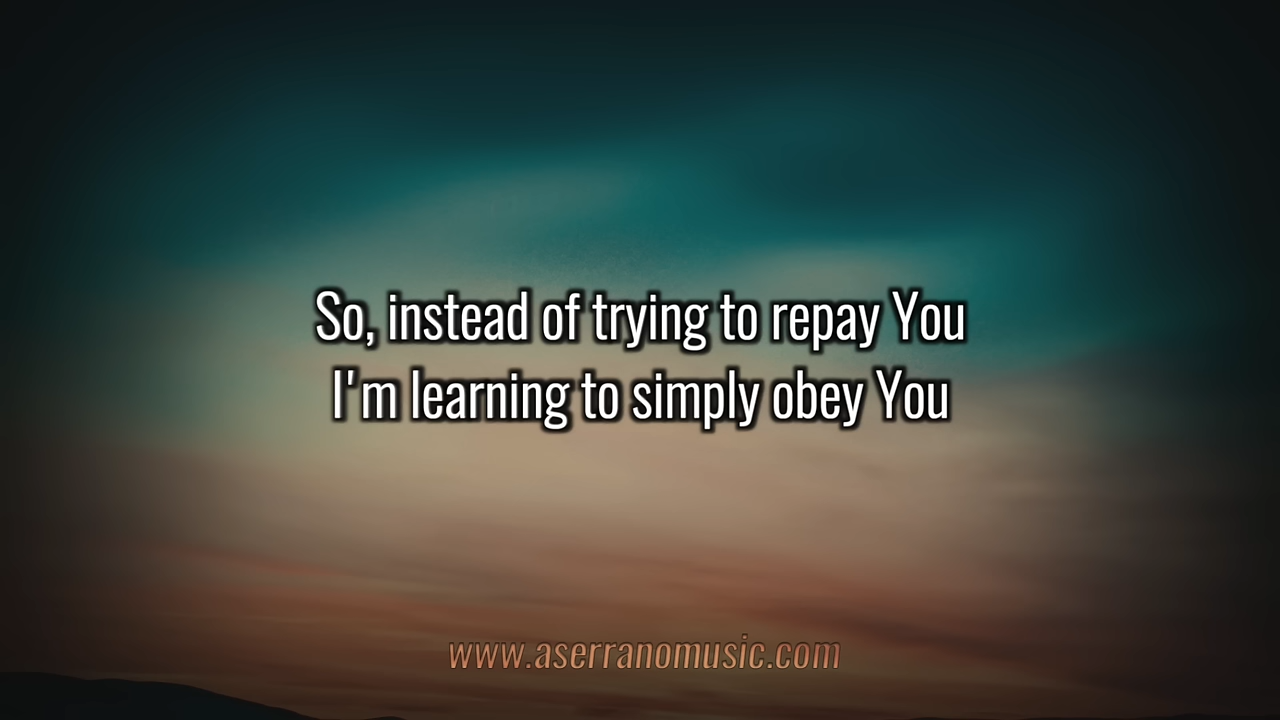 So, instead of trying to repay You
I'm learning to simply obey You
www.aserranomusic.com